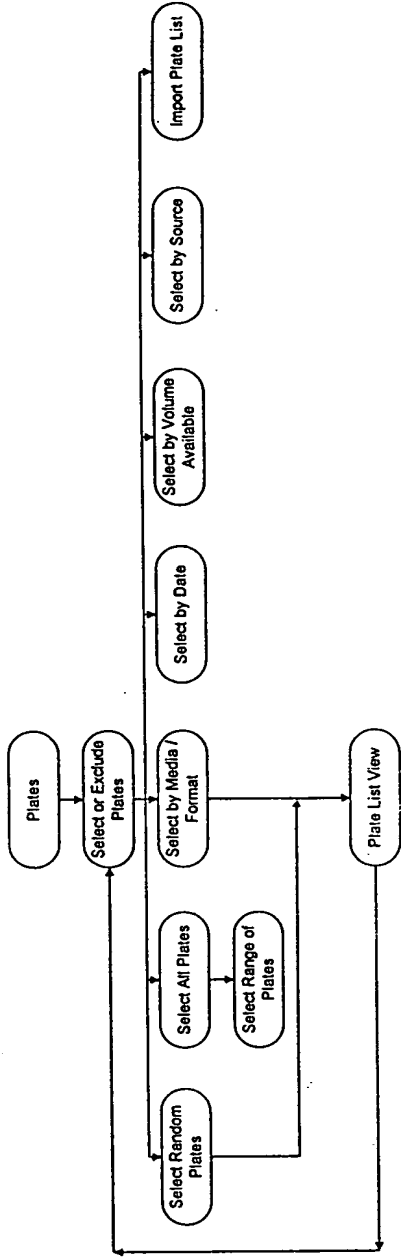 Plates
Select or Exclude
Plates
Select Random
Plates
Select All Plates
Select Range of
Plates
Select by Media /
Format
Select by Date
Select by Volume
Available
Select by Source
Import Plate List
Plate List View